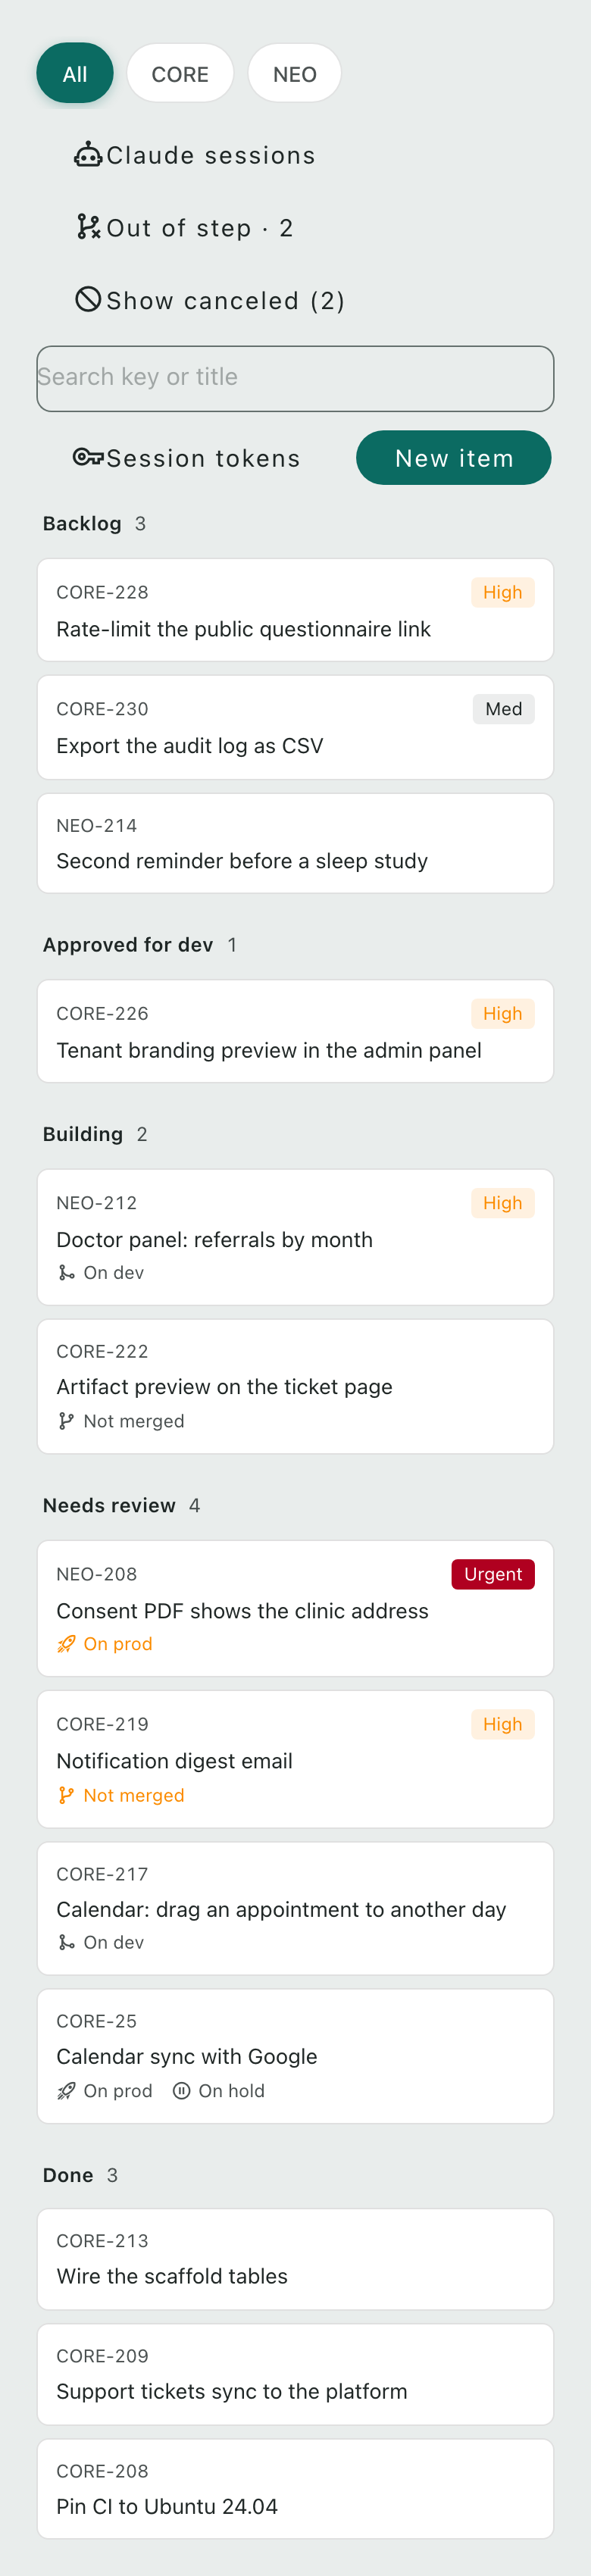 All
CORE
NEO
Claude sessions
Out of step · 2
Show canceled (2)
Search key or title
Session tokens
New item
Backlog 3
CORE-228 High
Rate-limit the public questionnaire link
CORE-230 Med
Export the audit log as CSV
NEO-214
Second reminder before a sleep study
Approved for dev 1
CORE-226 High
Tenant branding preview in the admin panel
Building 2
NEO-212 High
Doctor panel: referrals by month
On dev
CORE-222
Artifact preview on the ticket page
Not merged
Needs review 4
NEO-208 Urgent
Consent PDF shows the clinic address
On prod
CORE-219 High
Notification digest email
Not merged
CORE-217
Calendar: drag an appointment to another day
On dev
CORE-25
Calendar sync with Google
On prod On hold
Done 3
CORE-213
Wire the scaffold tables
CORE-209
Support tickets sync to the platform
CORE-208
Pin CI to Ubuntu 24.04